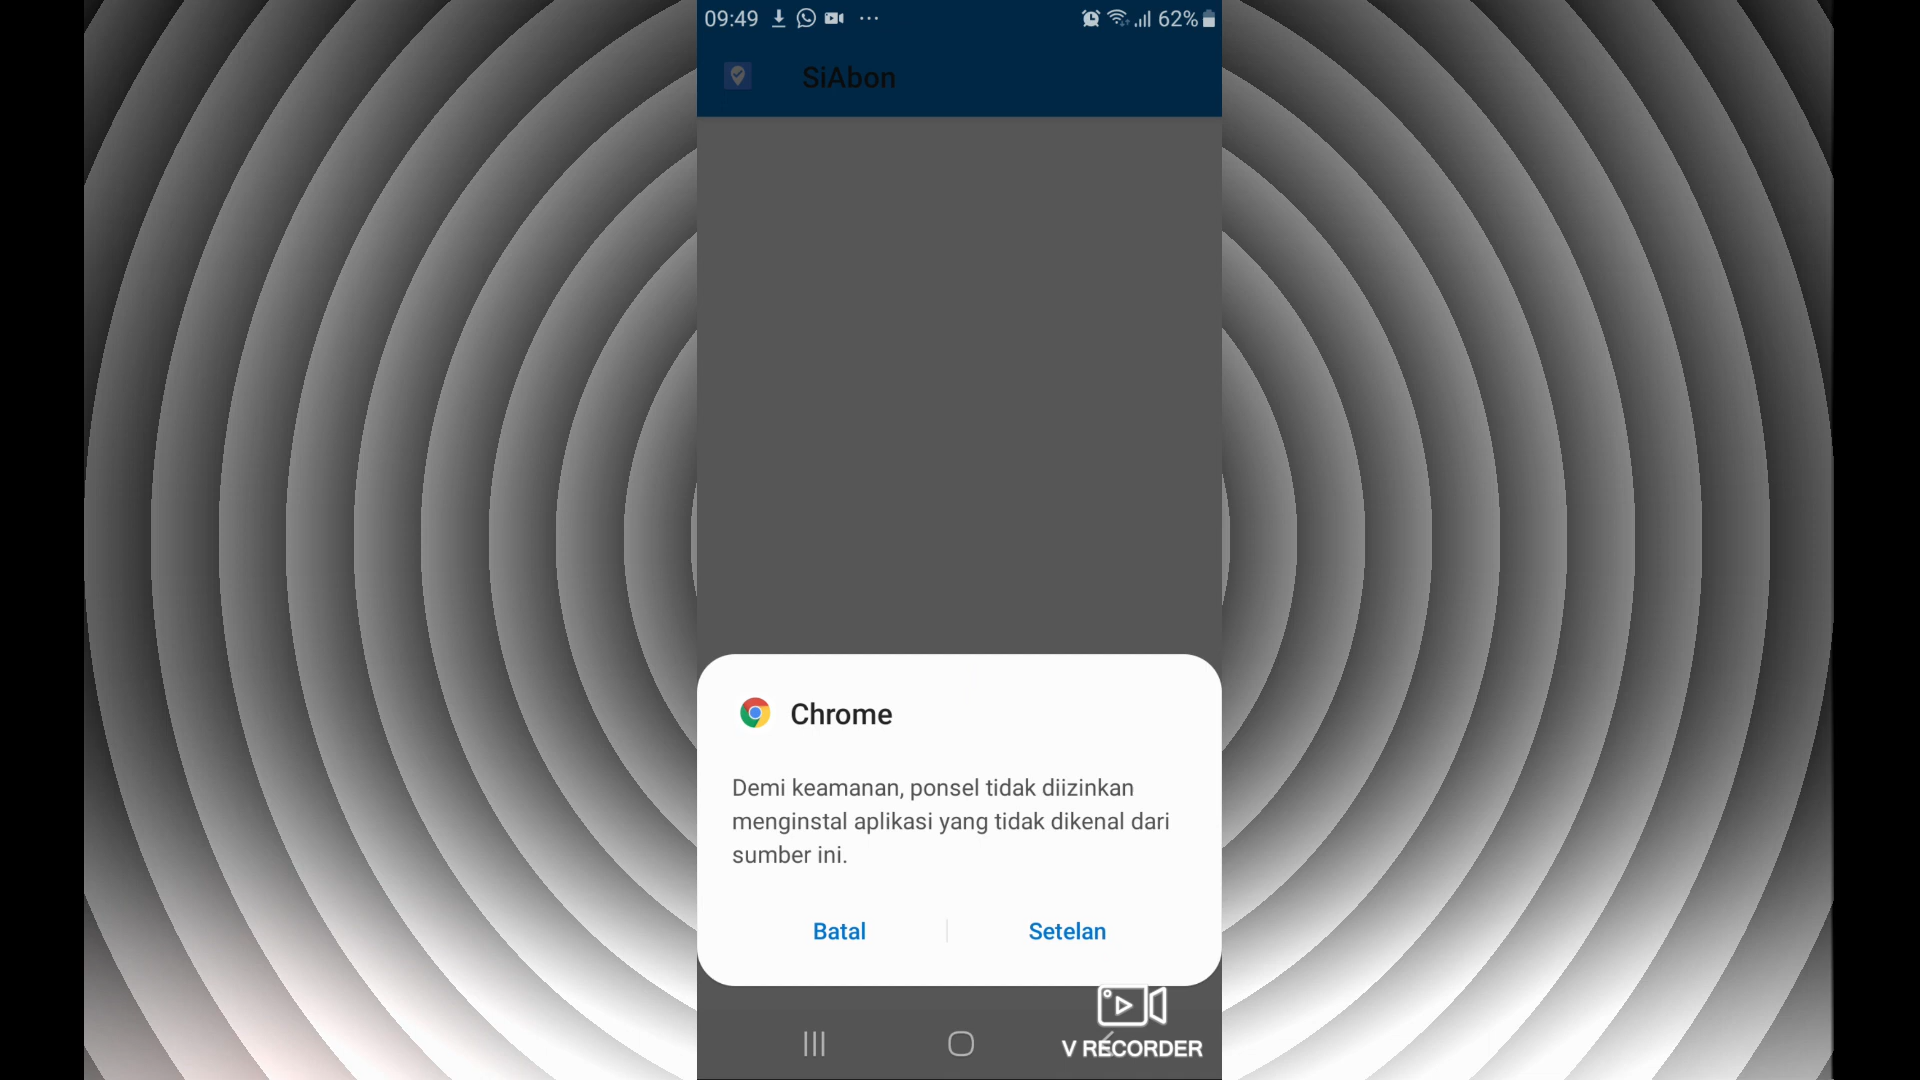 09:49 62%
SiAbon
Chrome
Demi keamanan, ponsel tidak diizinkan
menginstal aplikasi yang tidak dikenal dari
sumber ini.
Batal Setelan
V RECORDER